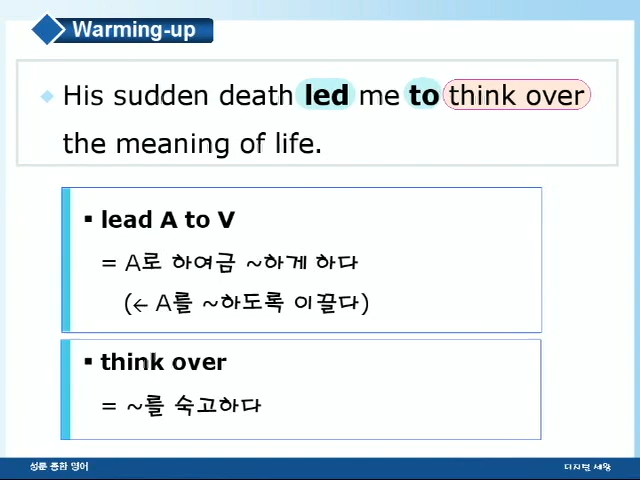 Warming-up
His sudden death led me to think over
the meaning of life.
▪ lead A to V
= A로 하여금 ~하게 하다
(← A를 ~하도록 이끌다)
▪ think over
= ~를 숙고하다
성문 종합 영어
디지털 세왕